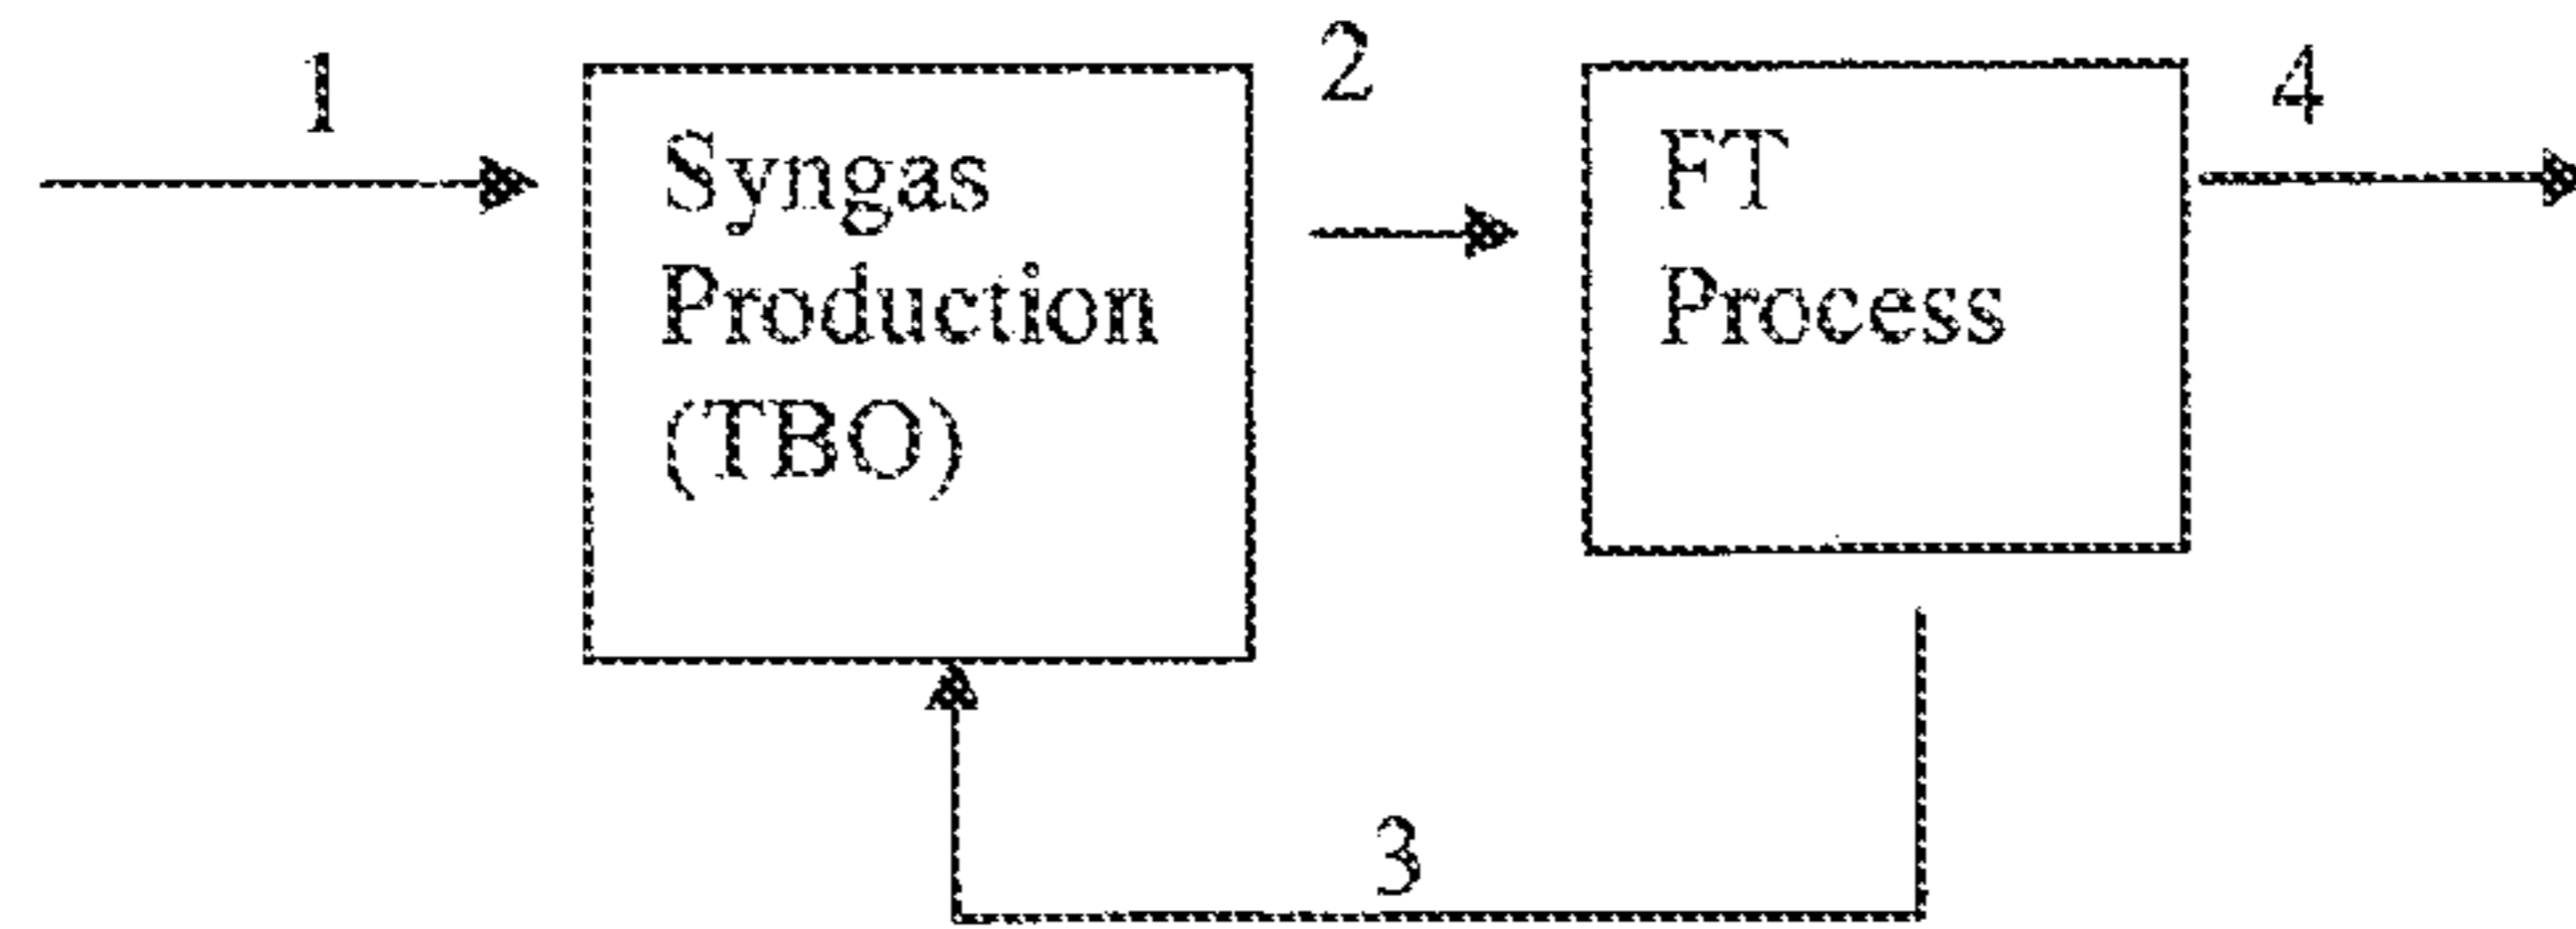 1
2
4
Syngas
Production
(TBO)
FT
Process
3